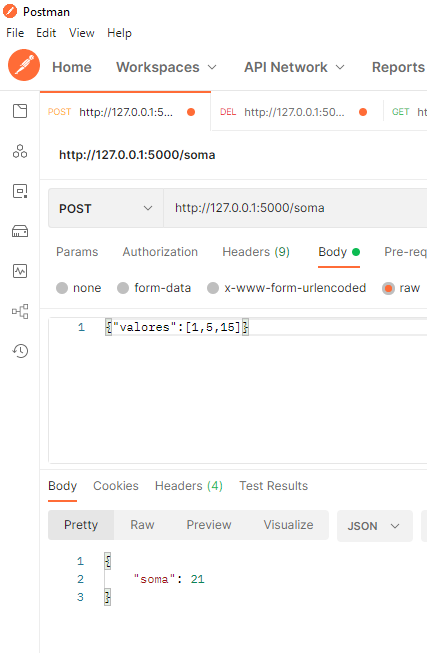 Postman
File Edit View Help
Home Workspaces API Network Reports
POST http://127.0.0.1:5... DEL http://127.0.0.1:50... GET ht
http://127.0.0.1:5000/soma
POST http://127.0.0.1:5000/soma
Params Authorization Headers (9) Body Pre-req
none form-data x-www-form-urlencoded raw
1 {"valores":[1,5,15]}
Body Cookies Headers (4) Test Results
Pretty Raw Preview Visualize JSON
1 {
2 "soma": 21
3 }